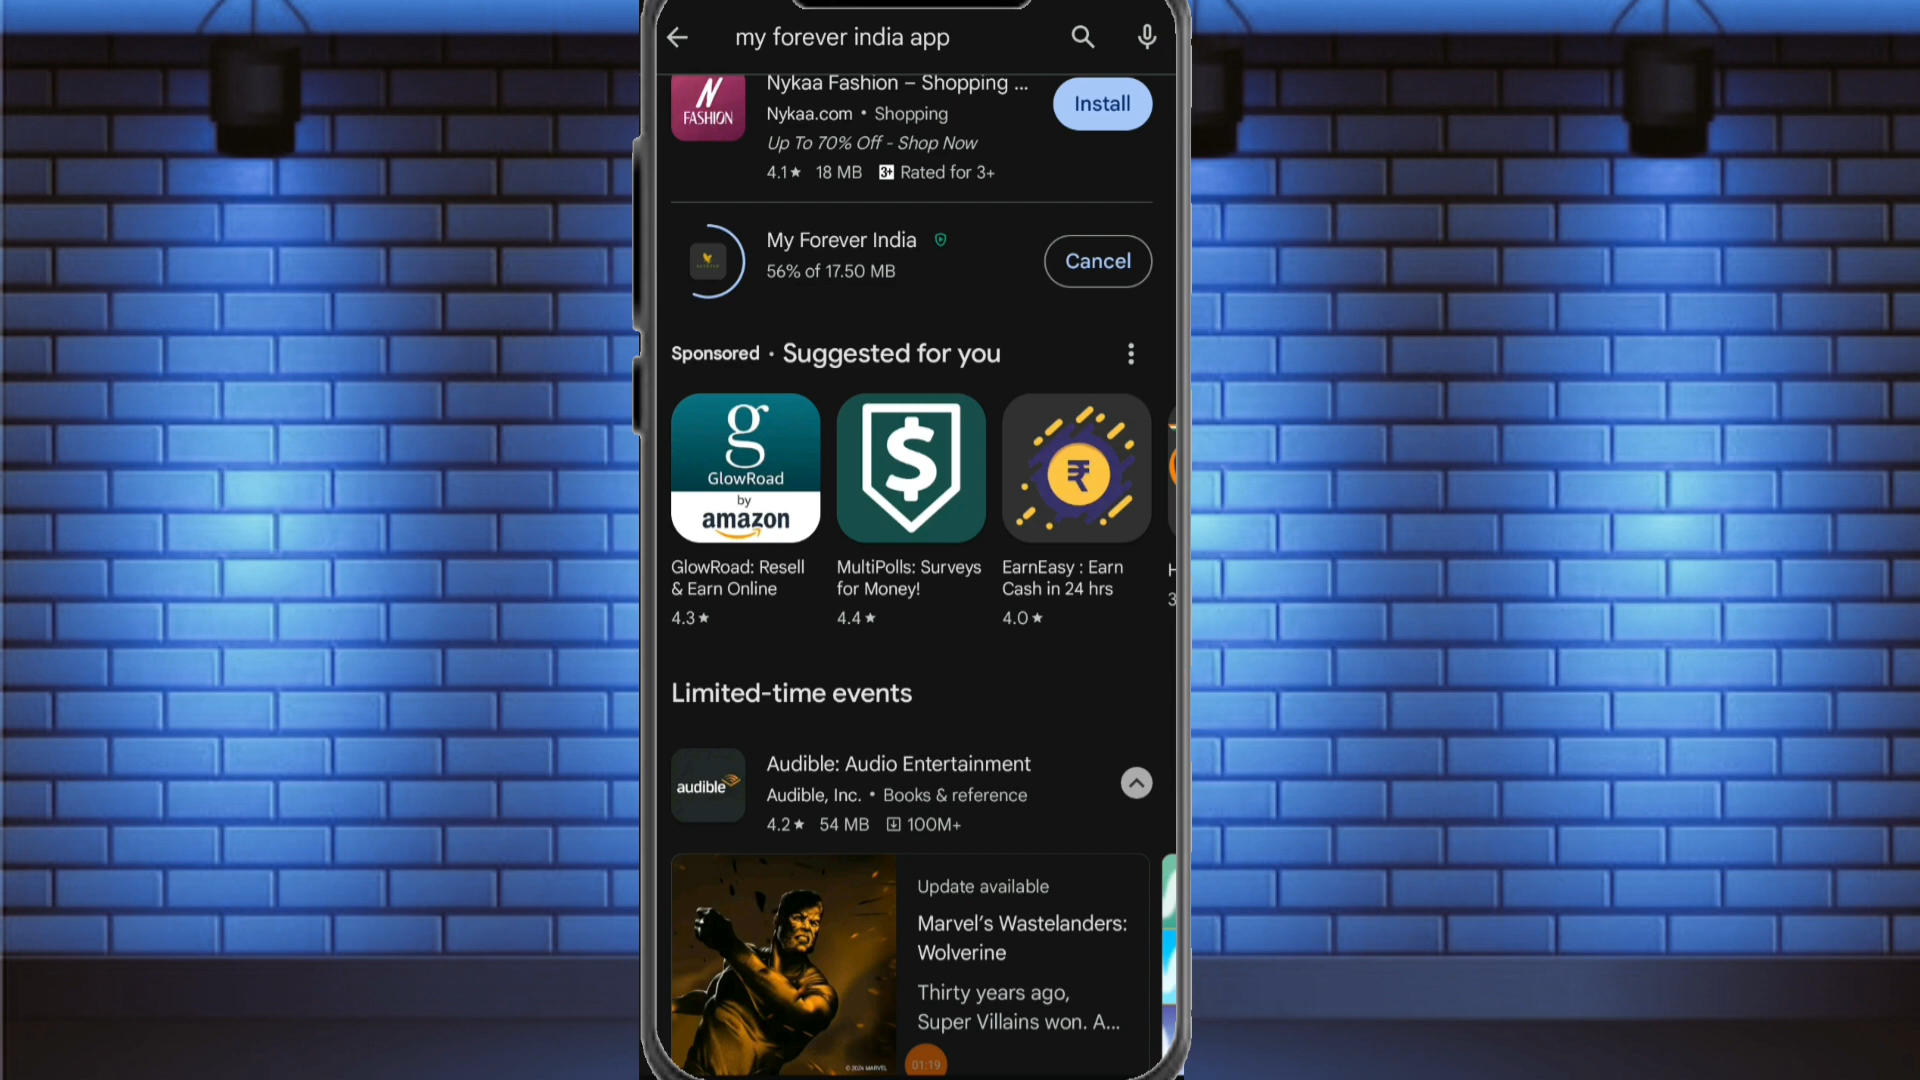 my forever india app
N
FASHION
Nykaa Fashion – Shopping ...
Nykaa.com • Shopping
Up To 70% Off - Shop Now
4.1★ 18 MB 3+ Rated for 3+
Install
My Forever India
56% of 17.50 MB
Cancel
Sponsored • Suggested for you
g
GlowRoad
by
amazon
$
₹
GlowRoad: Resell
& Earn Online
4.3★
MultiPolls: Surveys
for Money!
4.4★
EarnEasy : Earn
Cash in 24 hrs
4.0★
Limited-time events
audible
Audible: Audio Entertainment
Audible, Inc. • Books & reference
4.2★ 54 MB 100M+
Update available
Marvel’s Wastelanders:
Wolverine
Thirty years ago,
Super Villains won. A...
© 2024 MARVEL
01:19